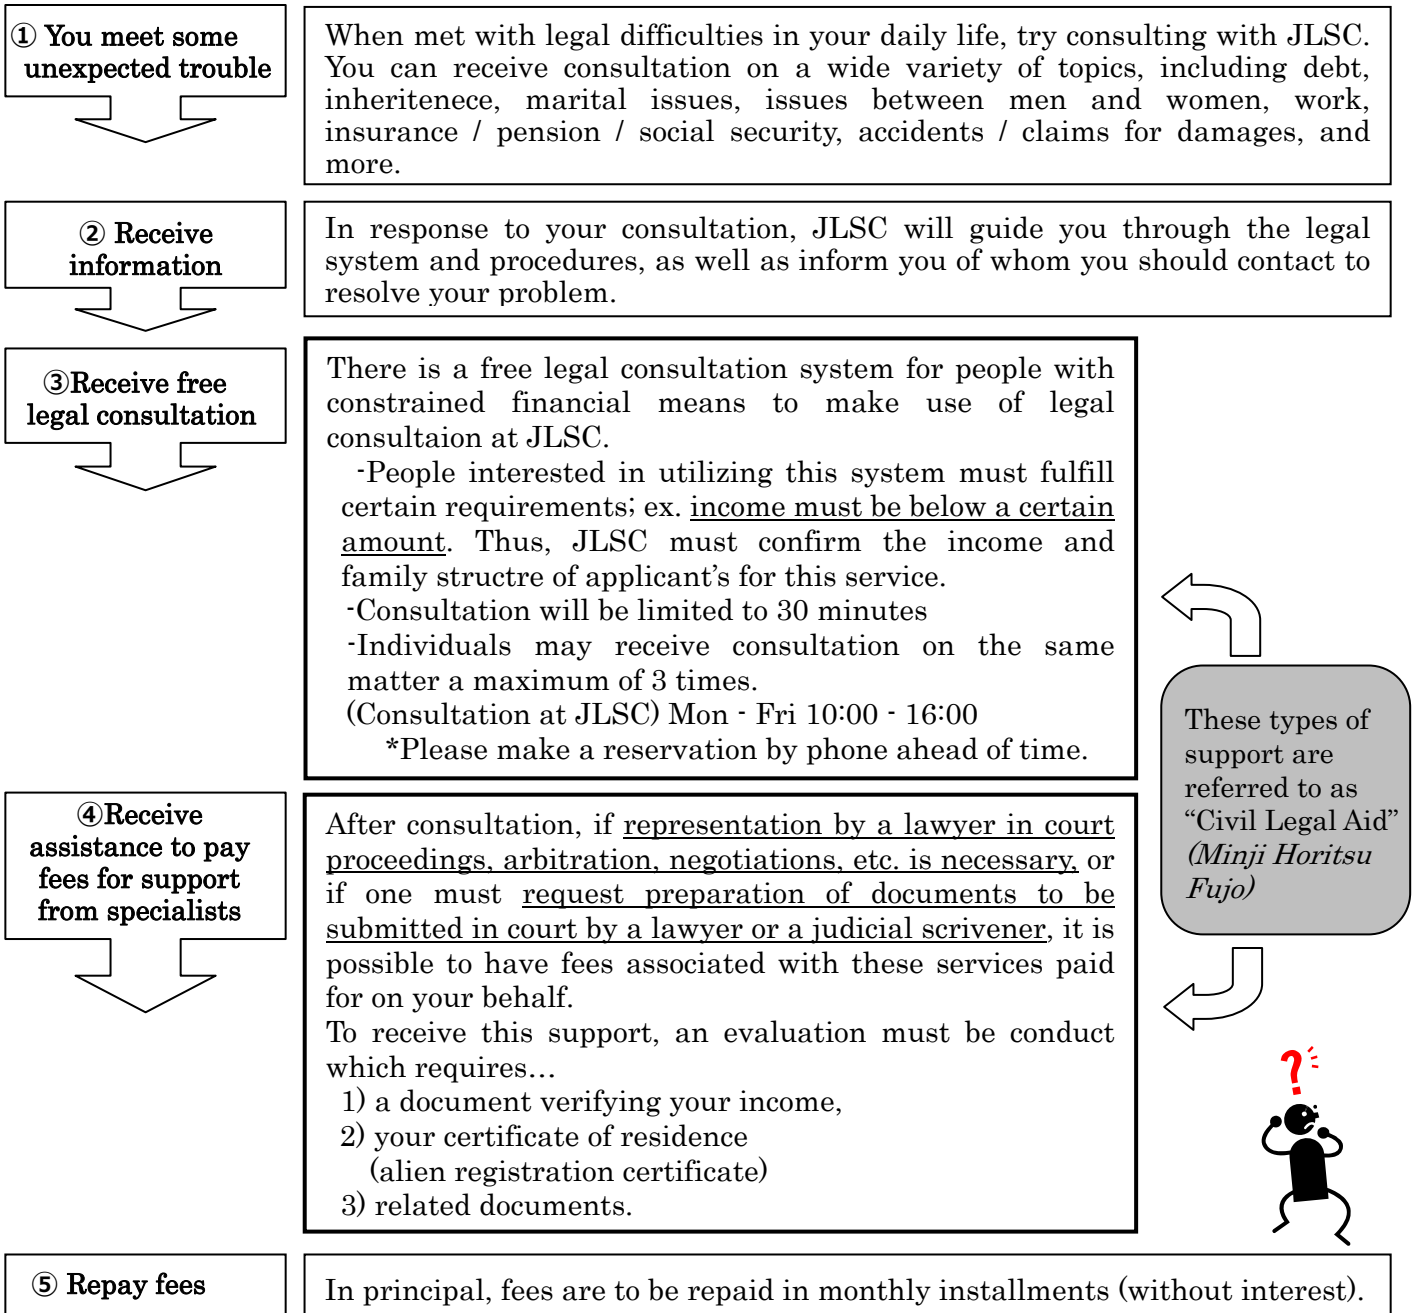 ① You meet some
unexpected trouble
When met with legal difficulties in your daily life, try consulting with JLSC.
You can receive consultation on a wide variety of topics, including debt,
inheritenece, marital issues, issues between men and women, work,
insurance / pension / social security, accidents / claims for damages, and
more.
② Receive
information
In response to your consultation, JLSC will guide you through the legal
system and procedures, as well as inform you of whom you should contact to
resolve your problem.
③Receive free
legal consultation
There is a free legal consultation system for people with
constrained financial means to make use of legal
consultaion at JLSC.
-People interested in utilizing this system must fulfill
certain requirements; ex. income must be below a certain
amount. Thus, JLSC must confirm the income and
family structre of applicant's for this service.
-Consultation will be limited to 30 minutes
-Individuals may receive consultation on the same
matter a maximum of 3 times.
(Consultation at JLSC) Mon - Fri 10:00 - 16:00
*Please make a reservation by phone ahead of time.
These types of
support are
referred to as
“Civil Legal Aid”
(Minji Horitsu
Fujo)
④Receive
assistance to pay
fees for support
from specialists
After consultation, if representation by a lawyer in court
proceedings, arbitration, negotiations, etc. is necessary, or
if one must request preparation of documents to be
submitted in court by a lawyer or a judicial scrivener, it is
possible to have fees associated with these services paid
for on your behalf.
To receive this support, an evaluation must be conduct
which requires…
1) a document verifying your income,
2) your certificate of residence
(alien registration certificate)
3) related documents.
?
⑤ Repay fees
In principal, fees are to be repaid in monthly installments (without interest).